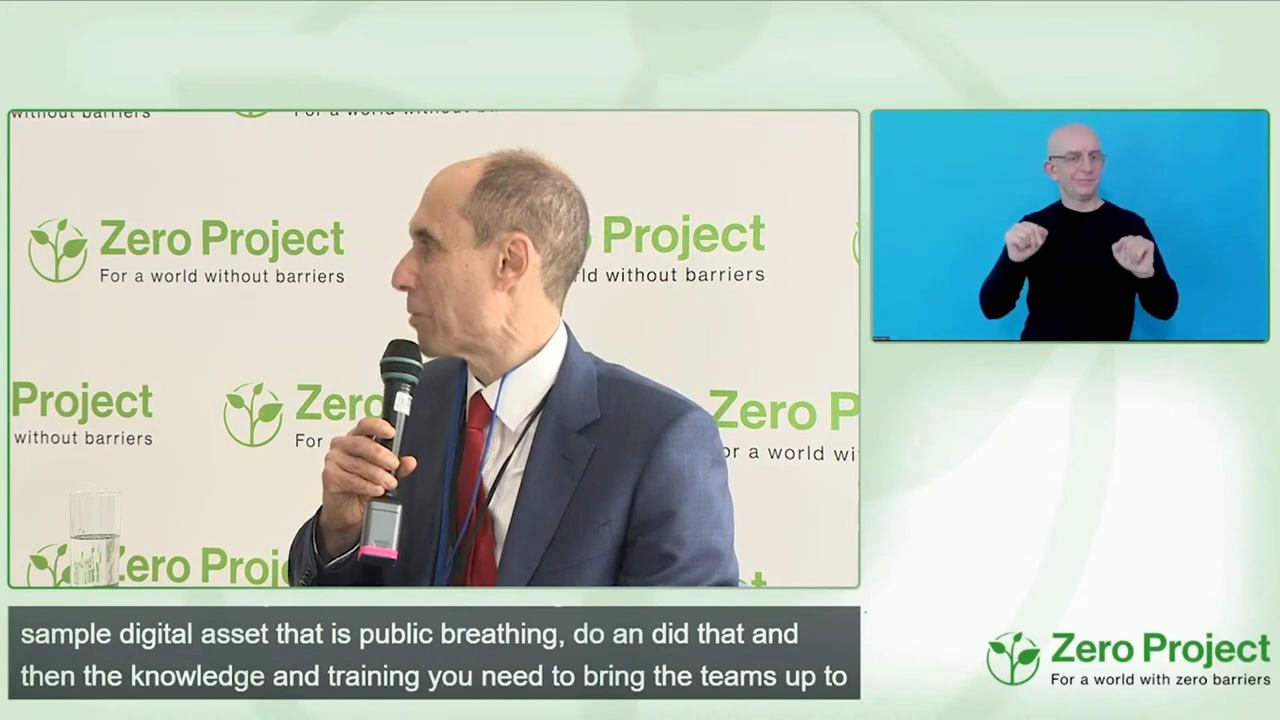 without barriers
Zero Project
For a world without barriers
Project
rld without barriers
Project
without barriers
Zero
For
Zero P
or a world wi
Zero Proj
sample digital asset that is public breathing, do an did that and
then the knowledge and training you need to bring the teams up to
Zero Project
For a world with zero barriers